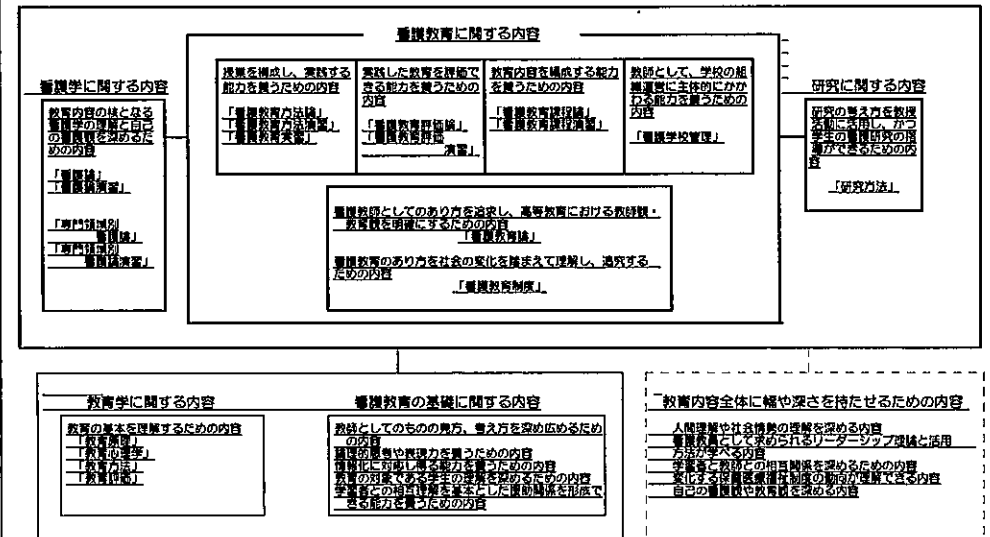 看護教育に関する内容
看護学に関する内容
教育内容の核となる
看護学の理解と自己
の看護観を深めるた
めの内容
「看護論」
「看護論演習」
「専門領域別
看護論」
「専門領域別
看護論演習」
授業を構成し、実践する
能力を養うための内容
「看護教育方法論」
「看護教育方法演習」
「看護教育実習」
実践した教育を評価で
きる能力を養うための
内容
「看護教育評価論」
「看護教育評価
演習」
教育内容を編成する能力
を養うための内容
「看護教育課程論」
「看護教育課程演習」
教師として、学校の組
織運営に主体的にかか
わる能力を養うための
内容
「看護学校管理」
看護教師としてのあり方を追求し、高等教育における教師観・
教育観を明確にするための内容
「看護教育論」
看護教育のあり方を社会の変化を踏まえて理解し、追究する
ための内容
「看護教育制度」
研究に関する内容
研究の考え方を教授
活動に活用し、かつ
学生の看護研究の指
導ができるための内
容
「研究方法」
教育学に関する内容
教育の基本を理解するための内容
「教育原理」
「教育心理学」
「教育方法」
「教育評価」
看護教育の基礎に関する内容
教師としてのものの見方、考え方を深め広めるため
の内容
論理的思考や表現力を養うための内容
情報化に対応し得る能力を養うための内容
教育の対象である学生の理解を深めるための内容
学習者との相互理解を基本とした援助関係を形成で
きる能力を養うための内容
教育内容全体に幅や深さを持たせるための内容
人間理解や社会情勢の理解を深める内容
看護教員として求められるリーダーシップ理論と活用
方法が学べる内容
学習者と教師との相互関係を深めるための内容
変化する保健医療福祉制度の動向が理解できる内容
自己の看護観や教育観を深める内容